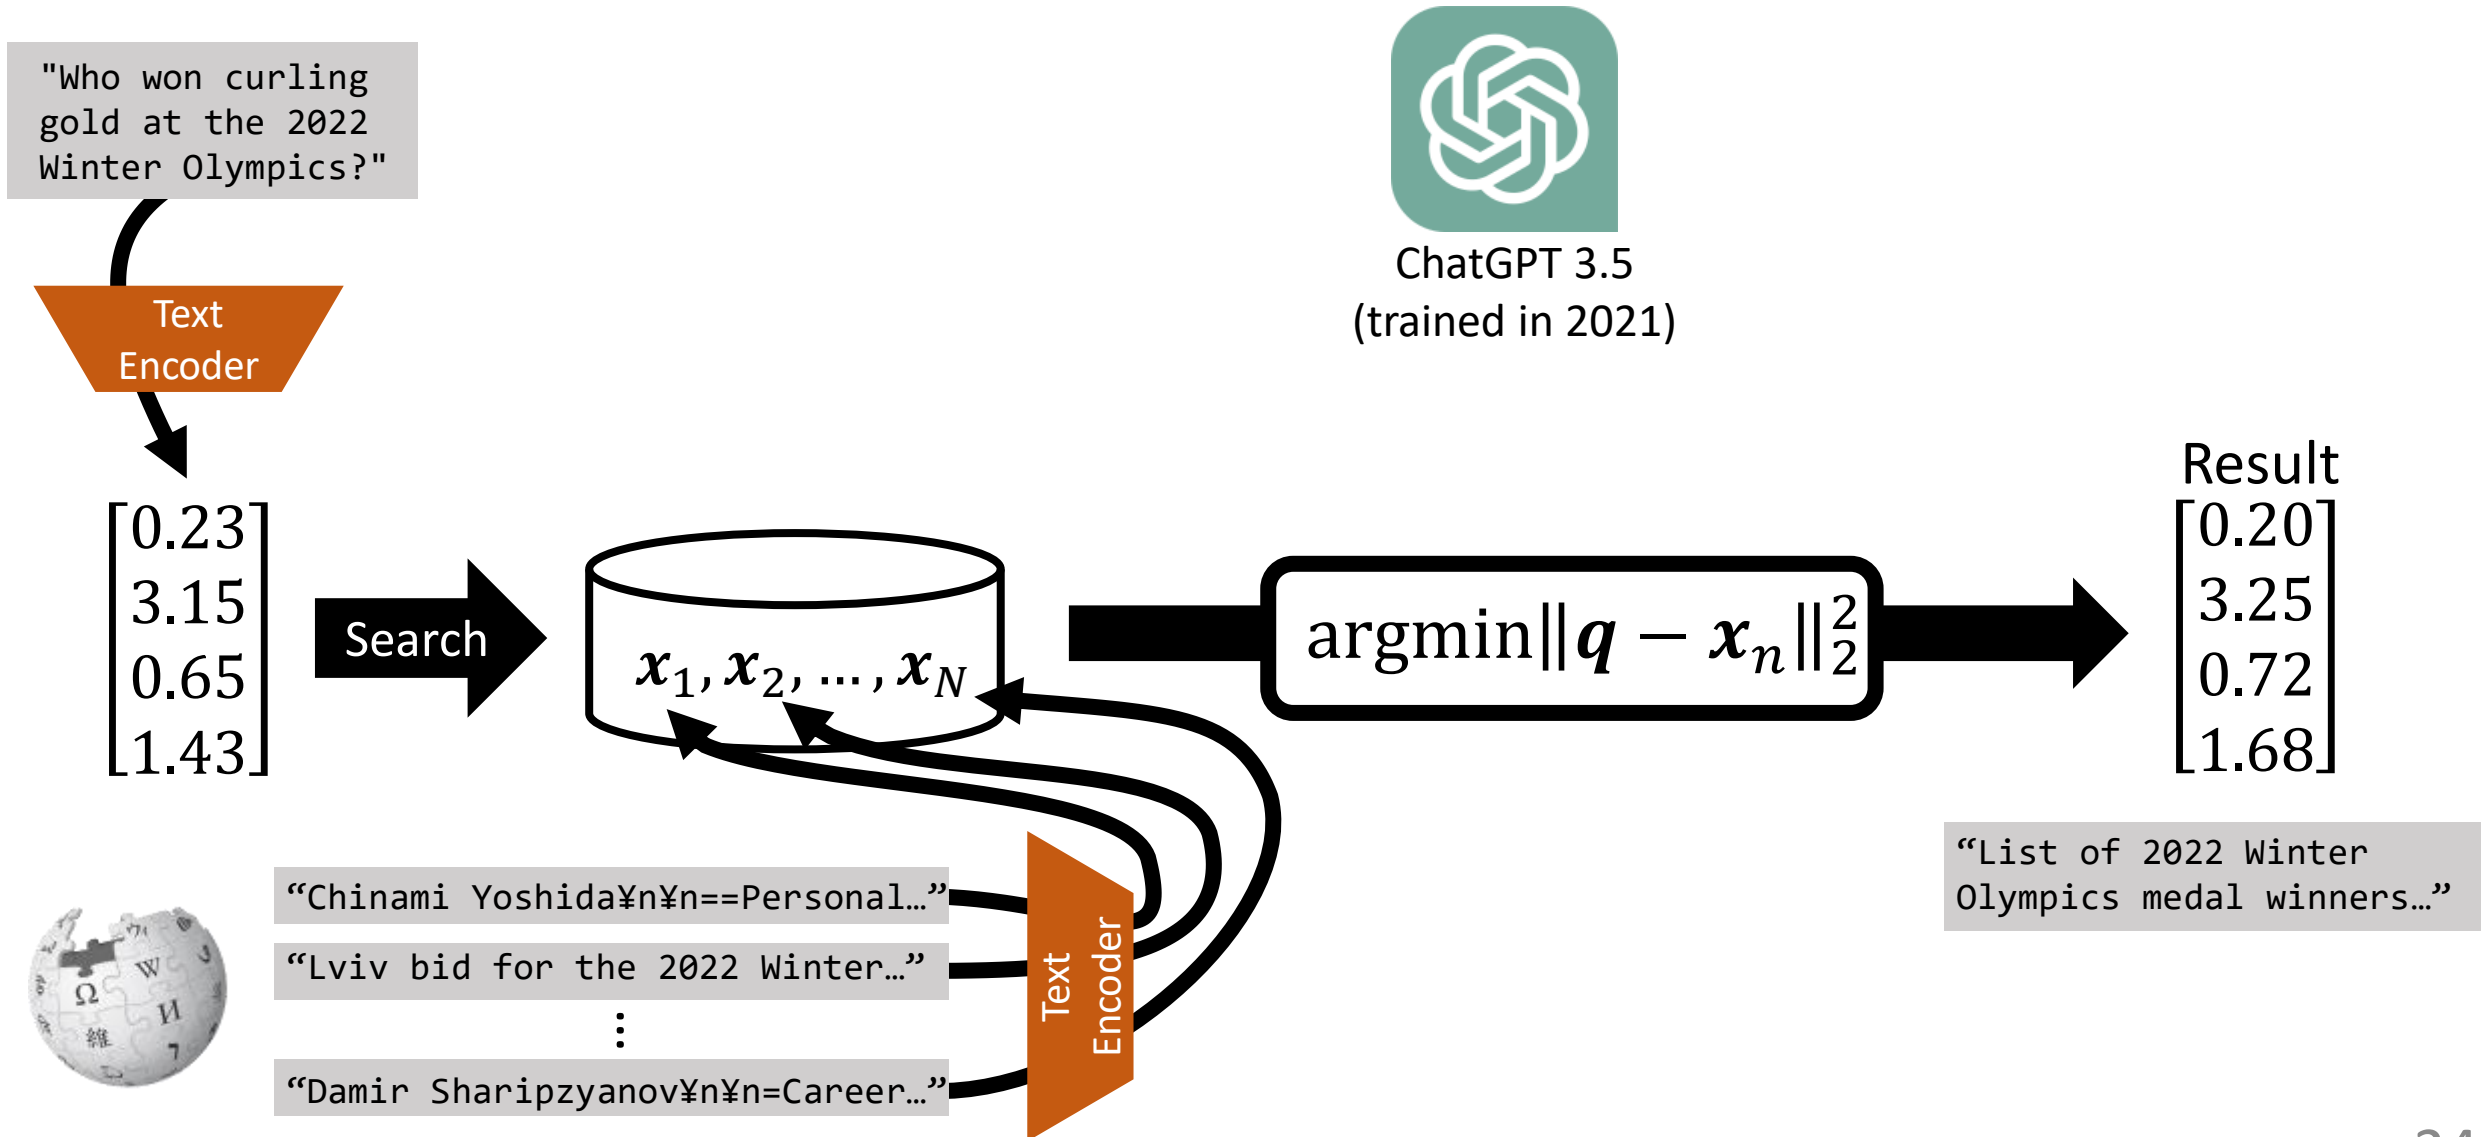 "Who won curling
gold at the 2022
Winter Olympics?"
ChatGPT 3.5
(trained in 2021)
Text
Encoder
Result
[0.23
3.15
0.65
1.43]
Search
x₁, x₂, …, x_N
argmin‖q − xₙ‖₂²
[0.20
3.25
0.72
1.68]
“List of 2022 Winter
Olympics medal winners…”
“Chinami Yoshida¥n¥n==Personal…”
“Lviv bid for the 2022 Winter…”
⋮
“Damir Sharipzyanov¥n¥n=Career…”
Text
Encoder
W
Ω
И
維
7